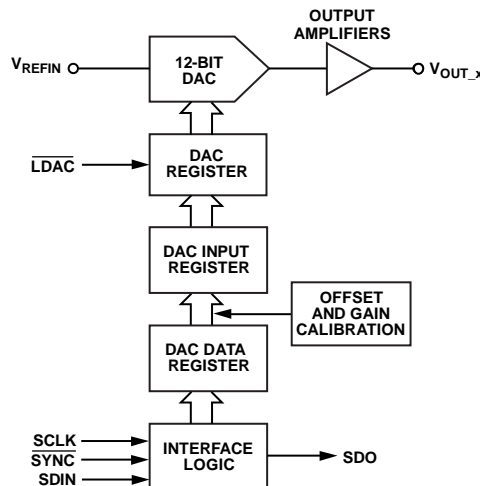 OUTPUT
AMPLIFIERS
V_REFIN
12-BIT
DAC
V_OUT_x
LDAC
DAC
REGISTER
DAC INPUT
REGISTER
OFFSET
AND GAIN
CALIBRATION
DAC DATA
REGISTER
SCLK
SYNC
SDIN
INTERFACE
LOGIC
SDO